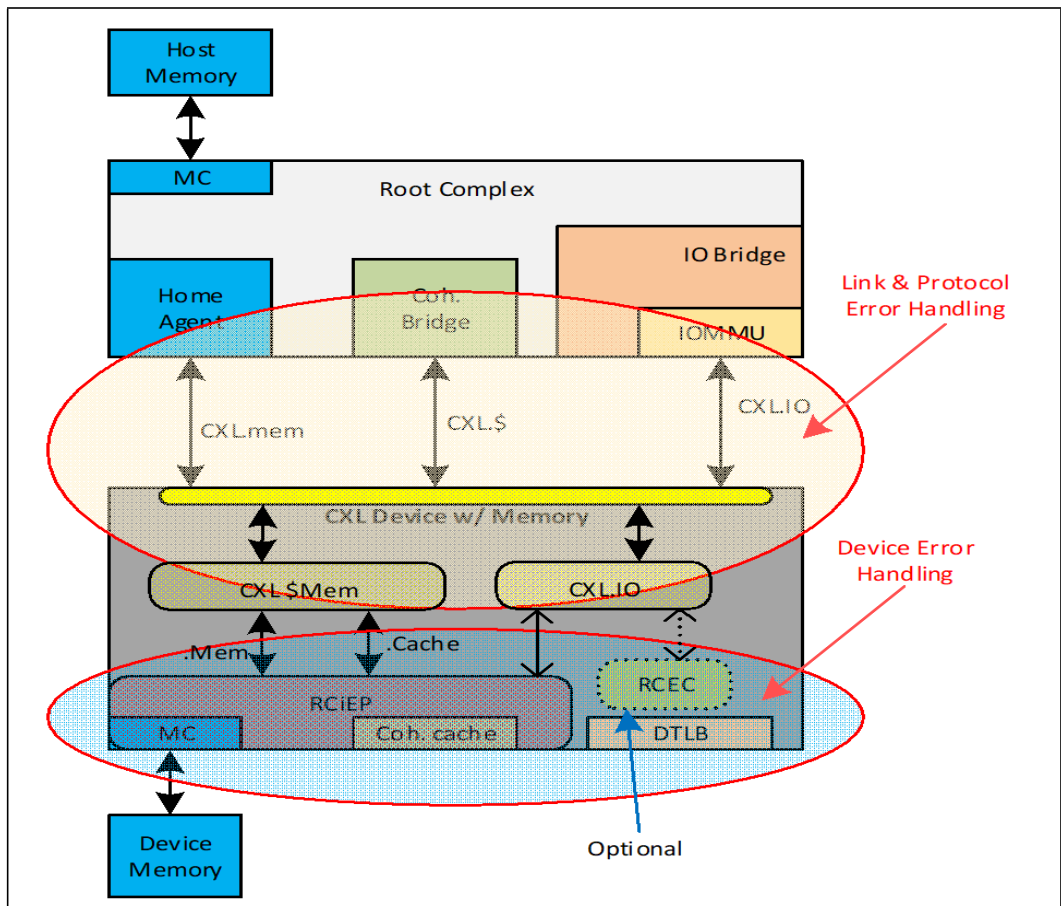 Host
Memory
MC
Root Complex
IO Bridge
Home
Agent
Coh.
Bridge
IOMMU
Link & Protocol
Error Handling
CXL.mem
CXL.$
CXL.IO
CXL Device w/ Memory
Device Error
Handling
CXL $Mem
CXL.IO
.Mem
.Cache
RCEC
RCiEP
MC
Coh. cache
DTLB
Device
Memory
Optional